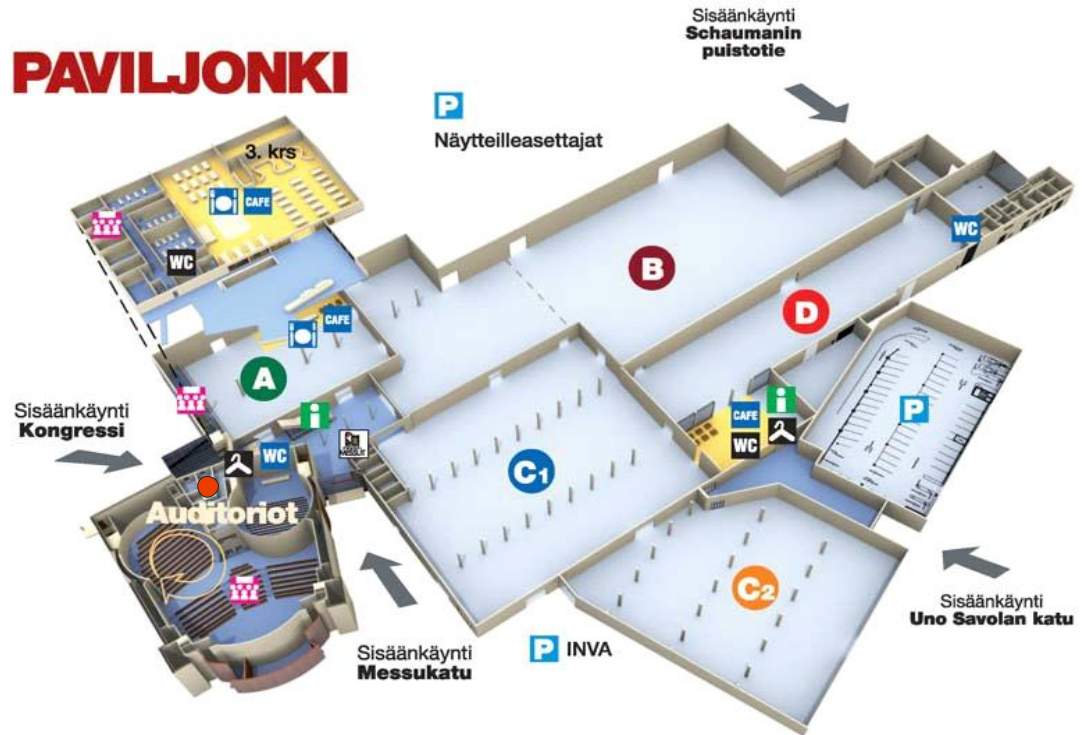 PAVILJONKI
Sisäänkäynti
Schaumanin
puistotie
P
Näytteilleasettajat
3. krs
CAFE
WC
B
WC
D
CAFE
A
i
i
P
Sisäänkäynti
Kongressi
CAFE
WC
WC
C1
Auditoriot
C2
Sisäänkäynti
Uno Savolan katu
Sisäänkäynti
Messukatu
P INVA